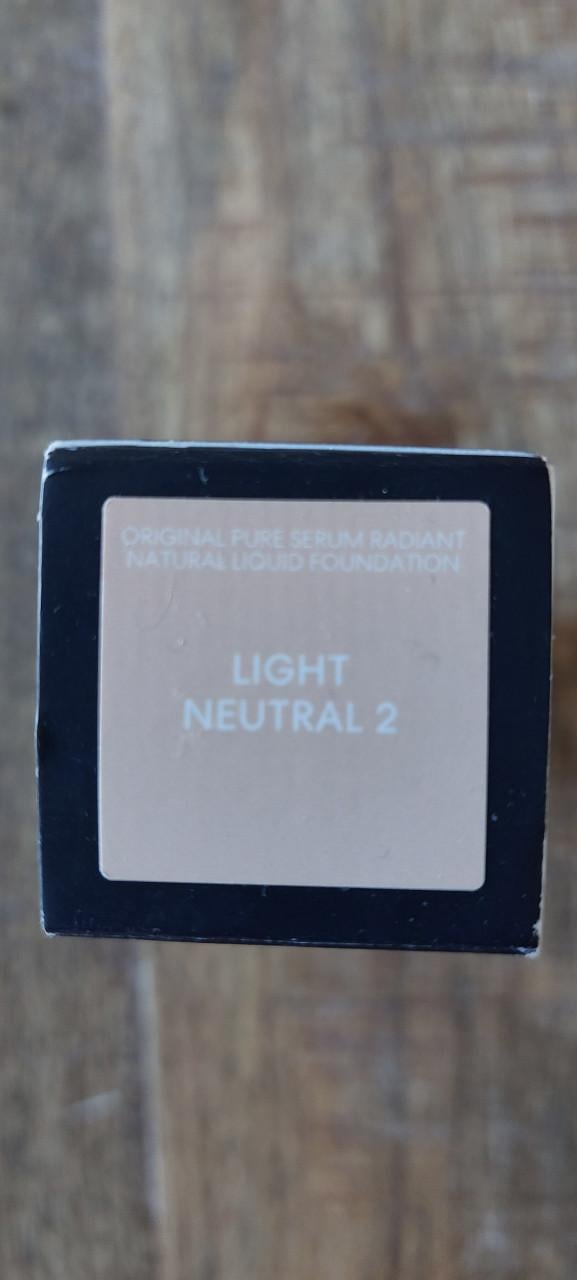 ORIGINAL PURE SERUM RADIANT
NATURAL LIQUID FOUNDATION
LIGHT
NEUTRAL 2